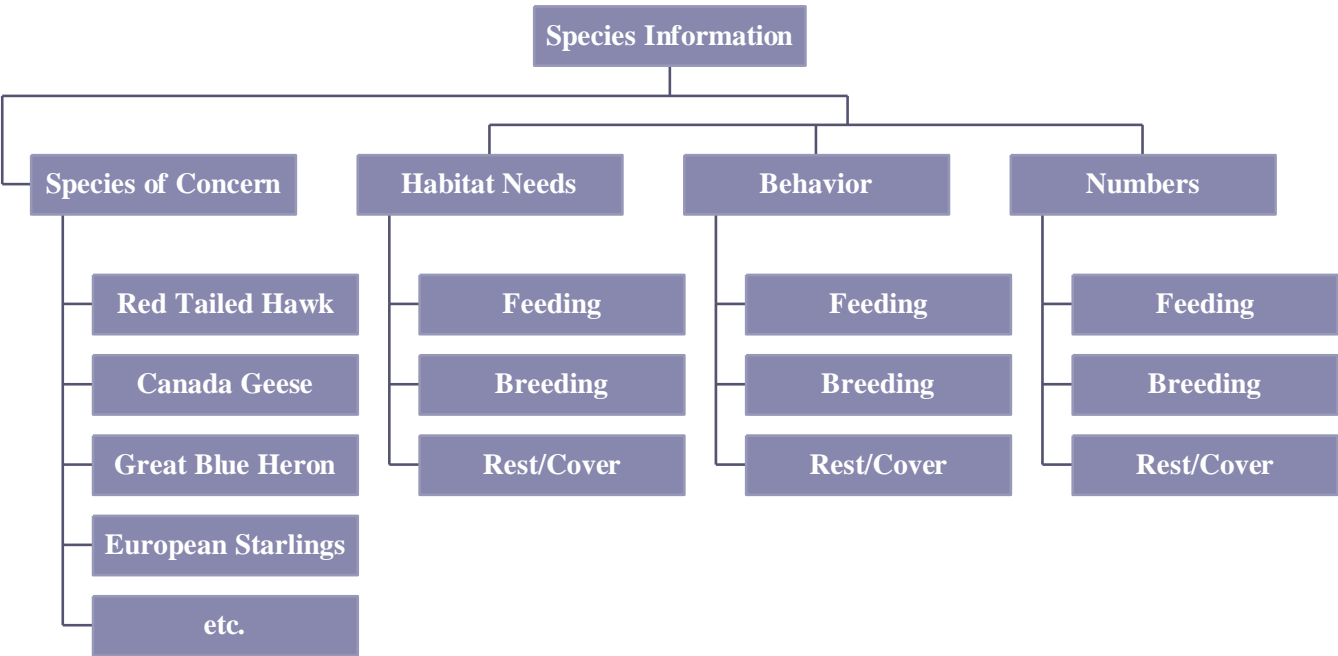 Species Information
Species of Concern
Habitat Needs
Behavior
Numbers
Red Tailed Hawk
Canada Geese
Great Blue Heron
European Starlings
etc.
Feeding
Breeding
Rest/Cover
Feeding
Breeding
Rest/Cover
Feeding
Breeding
Rest/Cover